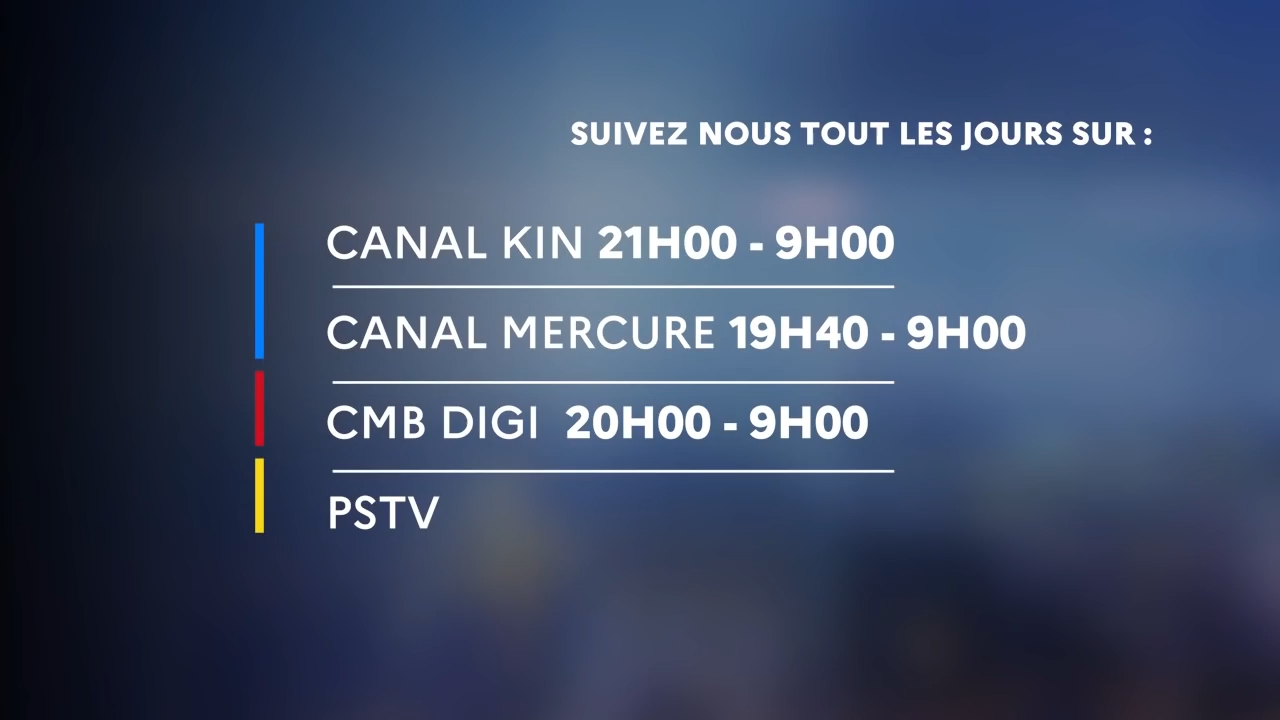 SUIVEZ NOUS TOUT LES JOURS SUR :
CANAL KIN 21H00 - 9H00
CANAL MERCURE 19H40 - 9H00
CMB DIGI 20H00 - 9H00
PSTV